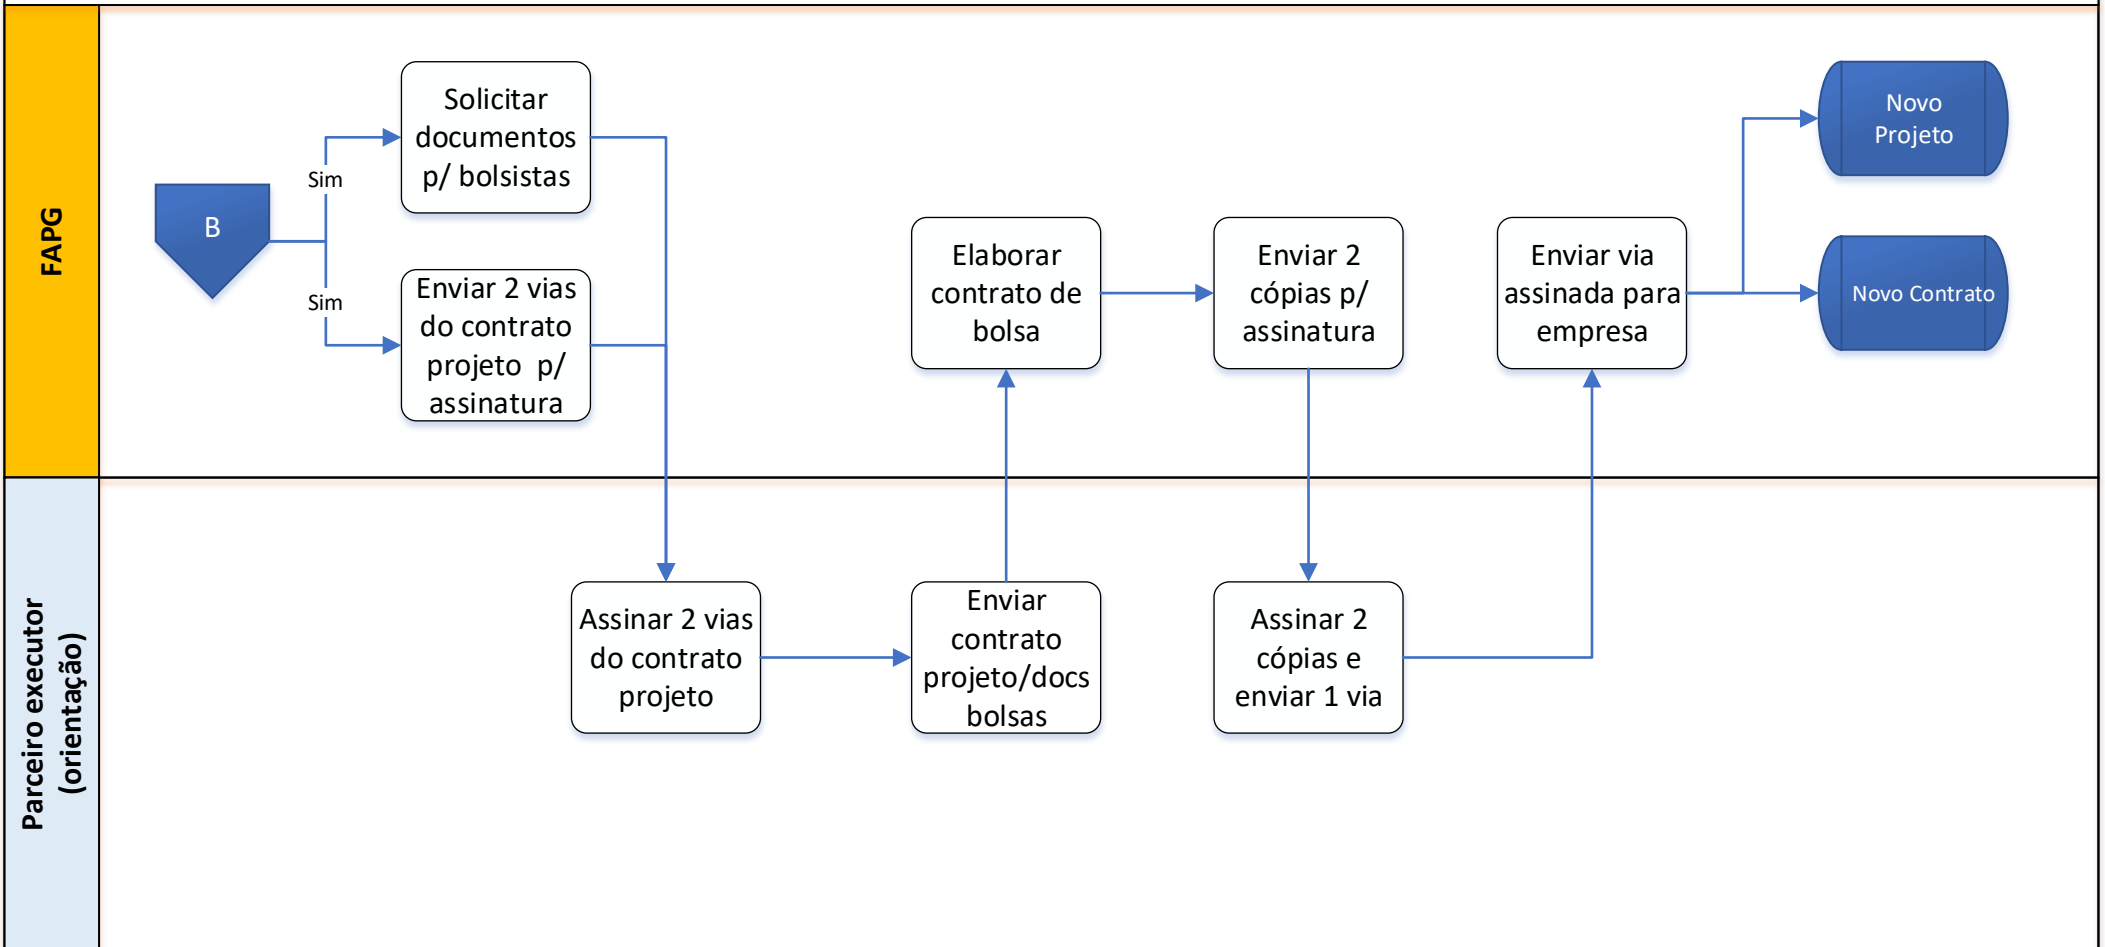 FAPG
B
Sim
Sim
Solicitar
documentos
p/ bolsistas
Enviar 2 vias
do contrato
projeto p/
assinatura
Elaborar
contrato de
bolsa
Enviar 2
cópias p/
assinatura
Enviar via
assinada para
empresa
Novo
Projeto
Novo Contrato
Parceiro executor
(orientação)
Assinar 2 vias
do contrato
projeto
Enviar
contrato
projeto/docs
bolsas
Assinar 2
cópias e
enviar 1 via